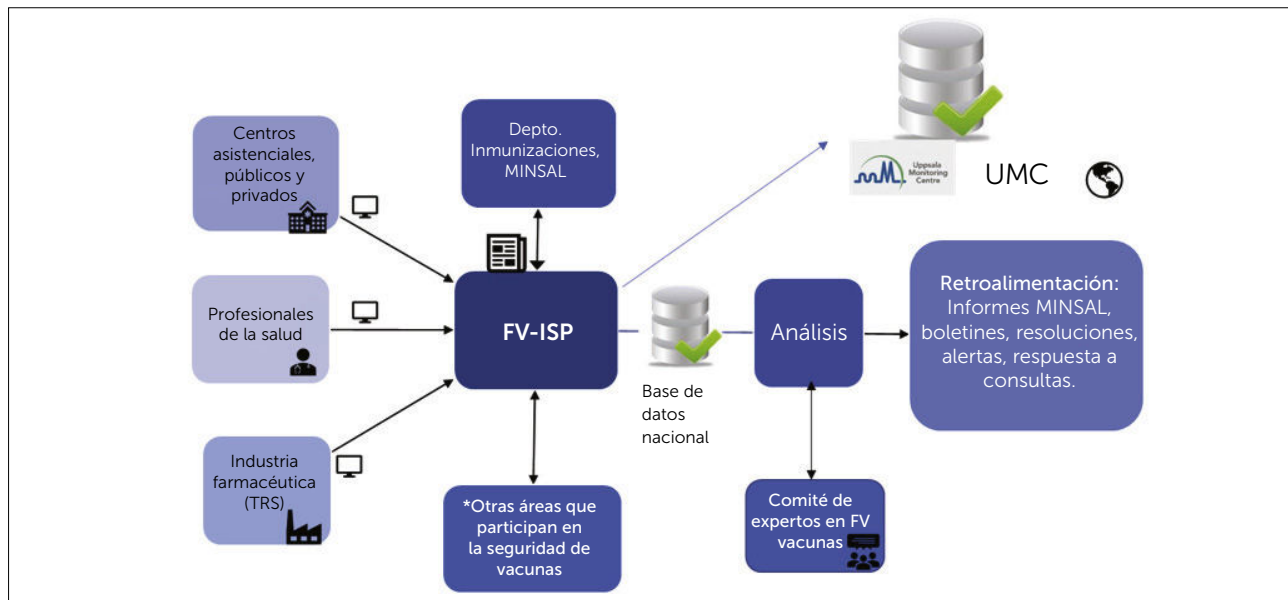 Centros
asistenciales,
públicos y
privados
Profesionales
de la salud
Industria
farmacéutica
(TRS)
Depto.
Inmunizaciones,
MINSAL
FV-ISP
*Otras áreas que
participan en
la seguridad de
vacunas
Base de
datos
nacional
Análisis
Comité de
expertos en FV
vacunas
Uppsala
Monitoring
Centre
UMC
Retroalimentación:
Informes MINSAL,
boletines, resoluciones,
alertas, respuesta a
consultas.